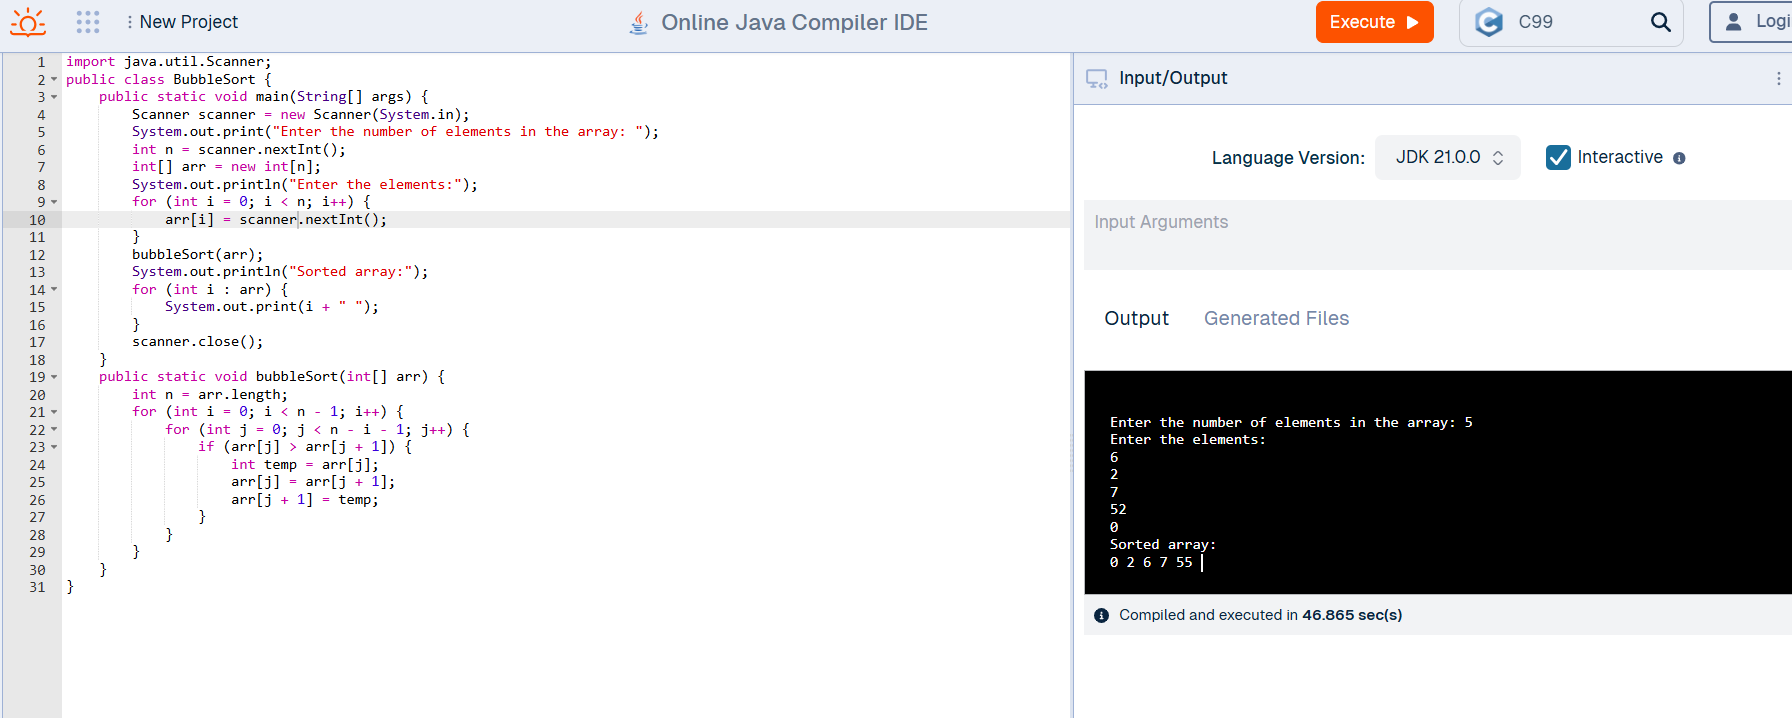 New Project
Online Java Compiler IDE
Execute
C99
Logi
1 import java.util.Scanner;
2 public class BubbleSort {
3     public static void main(String[] args) {
4         Scanner scanner = new Scanner(System.in);
5         System.out.print("Enter the number of elements in the array: ");
6         int n = scanner.nextInt();
7         int[] arr = new int[n];
8         System.out.println("Enter the elements:");
9         for (int i = 0; i < n; i++) {
10             arr[i] = scanner.nextInt();
11         }
12         bubbleSort(arr);
13         System.out.println("Sorted array:");
14         for (int i : arr) {
15             System.out.print(i + " ");
16         }
17         scanner.close();
18     }
19     public static void bubbleSort(int[] arr) {
20         int n = arr.length;
21         for (int i = 0; i < n - 1; i++) {
22             for (int j = 0; j < n - i - 1; j++) {
23                 if (arr[j] > arr[j + 1]) {
24                     int temp = arr[j];
25                     arr[j] = arr[j + 1];
26                     arr[j + 1] = temp;
27                 }
28             }
29         }
30     }
31 }
Input/Output
Language Version:
JDK 21.0.0
Interactive
Input Arguments
Output
Generated Files
Enter the number of elements in the array: 5
Enter the elements:
6
2
7
52
0
Sorted array:
0 2 6 7 55
Compiled and executed in 46.865 sec(s)